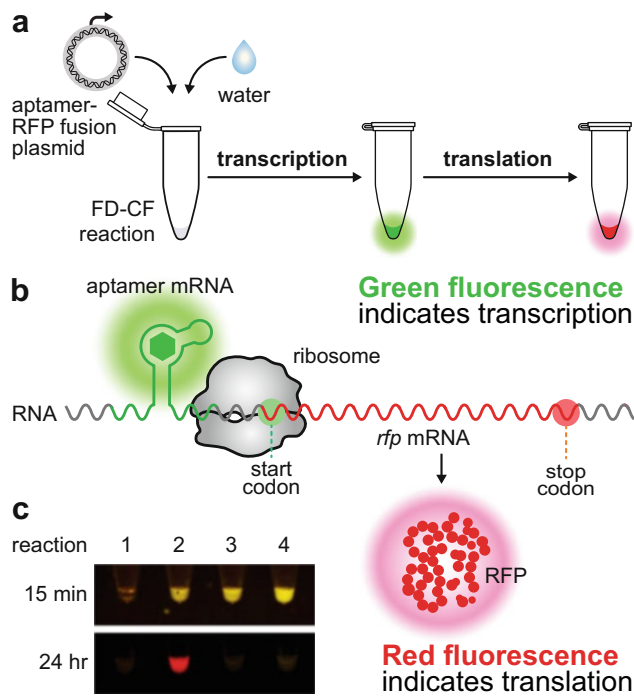 a
aptamer-
RFP fusion
plasmid
water
FD-CF
reaction
transcription
translation
b
aptamer mRNA
Green fluorescence
indicates transcription
ribosome
RNA
start
codon
rfp mRNA
stop
codon
RFP
Red fluorescence
indicates translation
c
reaction 1 2 3 4
15 min
24 hr